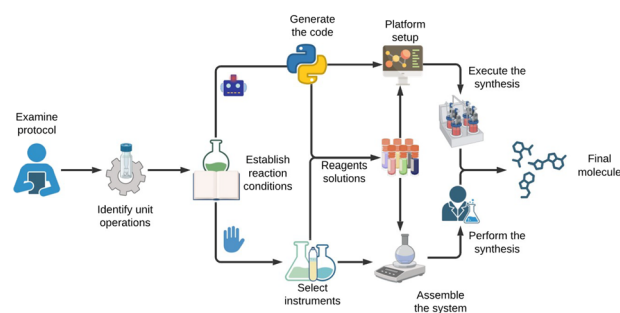 Generate
the code
Platform
setup
Execute the
synthesis
Examine
protocol
Establish
reaction
conditions
Reagents
solutions
Final
molecule
Identify unit
operations
Perform the
synthesis
Select
instruments
Assemble
the system